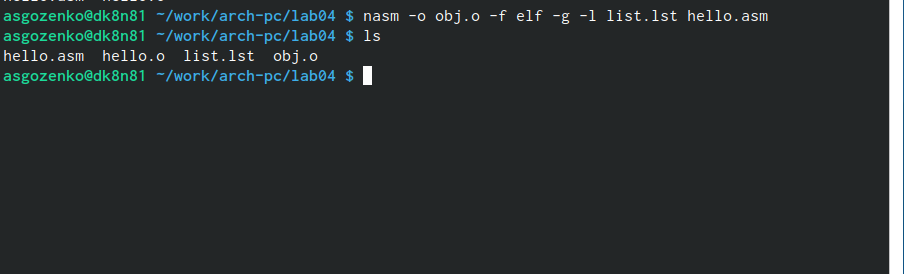 asgozenko@dk8n81 ~/work/arch-pc/lab04 $ nasm -o obj.o -f elf -g -l list.lst hello.asm
asgozenko@dk8n81 ~/work/arch-pc/lab04 $ ls
hello.asm  hello.o  list.lst  obj.o
asgozenko@dk8n81 ~/work/arch-pc/lab04 $